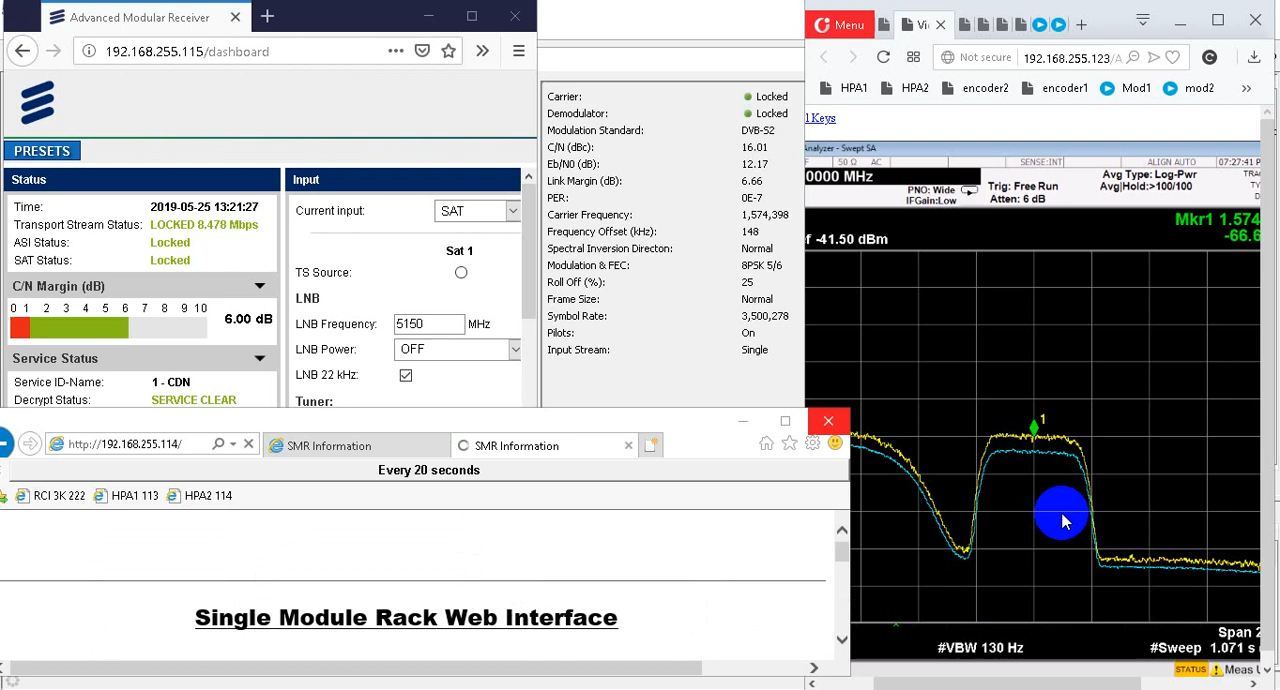 Advanced Modular Receiver
192.168.255.115/dashboard
PRESETS
Status
Time: 2019-05-25 13:21:27
Transport Stream Status: LOCKED 8.478 Mbps
ASI Status: Locked
SAT Status: Locked
C/N Margin (dB)
0 1 2 3 4 5 6 7 8 9 10
6.00 dB
Service Status
Service ID-Name: 1 - CDN
Decrypt Status: SERVICE CLEAR
Input
Current input: SAT
Sat 1
TS Source:
LNB
LNB Frequency: 5150 MHz
LNB Power: OFF
LNB 22 kHz:
Tuner:
Carrier: Locked
Demodulator: Locked
Modulation Standard: DVB-S2
C/N (dBc): 16.01
Eb/N0 (dB): 12.17
Link Margin (dB): 6.66
PER: 0E-7
Carrier Frequency: 1,574,398
Frequency Offset (kHz): 148
Spectral Inversion Directon: Normal
Modulation & FEC: 8PSK 5/6
Roll Off (%): 25
Frame Size: Normal
Symbol Rate: 3,500,278
Pilots: On
Input Stream: Single
Menu
Vi
Not secure 192.168.255.123/A
HPA1 HPA2 encoder2 encoder1 Mod1 mod2
lKeys
Analyzer - Swept SA
F 50 Ω AC SENSE:INT ALIGN AUTO 07:27:41 P
0000 MHz
PNO: Wide
IFGain:Low
Trig: Free Run
Atten: 6 dB
Avg Type: Log-Pwr
Avg|Hold:>100/100
TRA
TY
Mkr1 1.574
-66.6
f -41.50 dBm
1
Span 2
#VBW 130 Hz #Sweep 1.071 s
STATUS Meas U
http://192.168.255.114/
SMR Information
SMR Information
Every 20 seconds
RCI 3K 222 HPA1 113 HPA2 114
Single Module Rack Web Interface